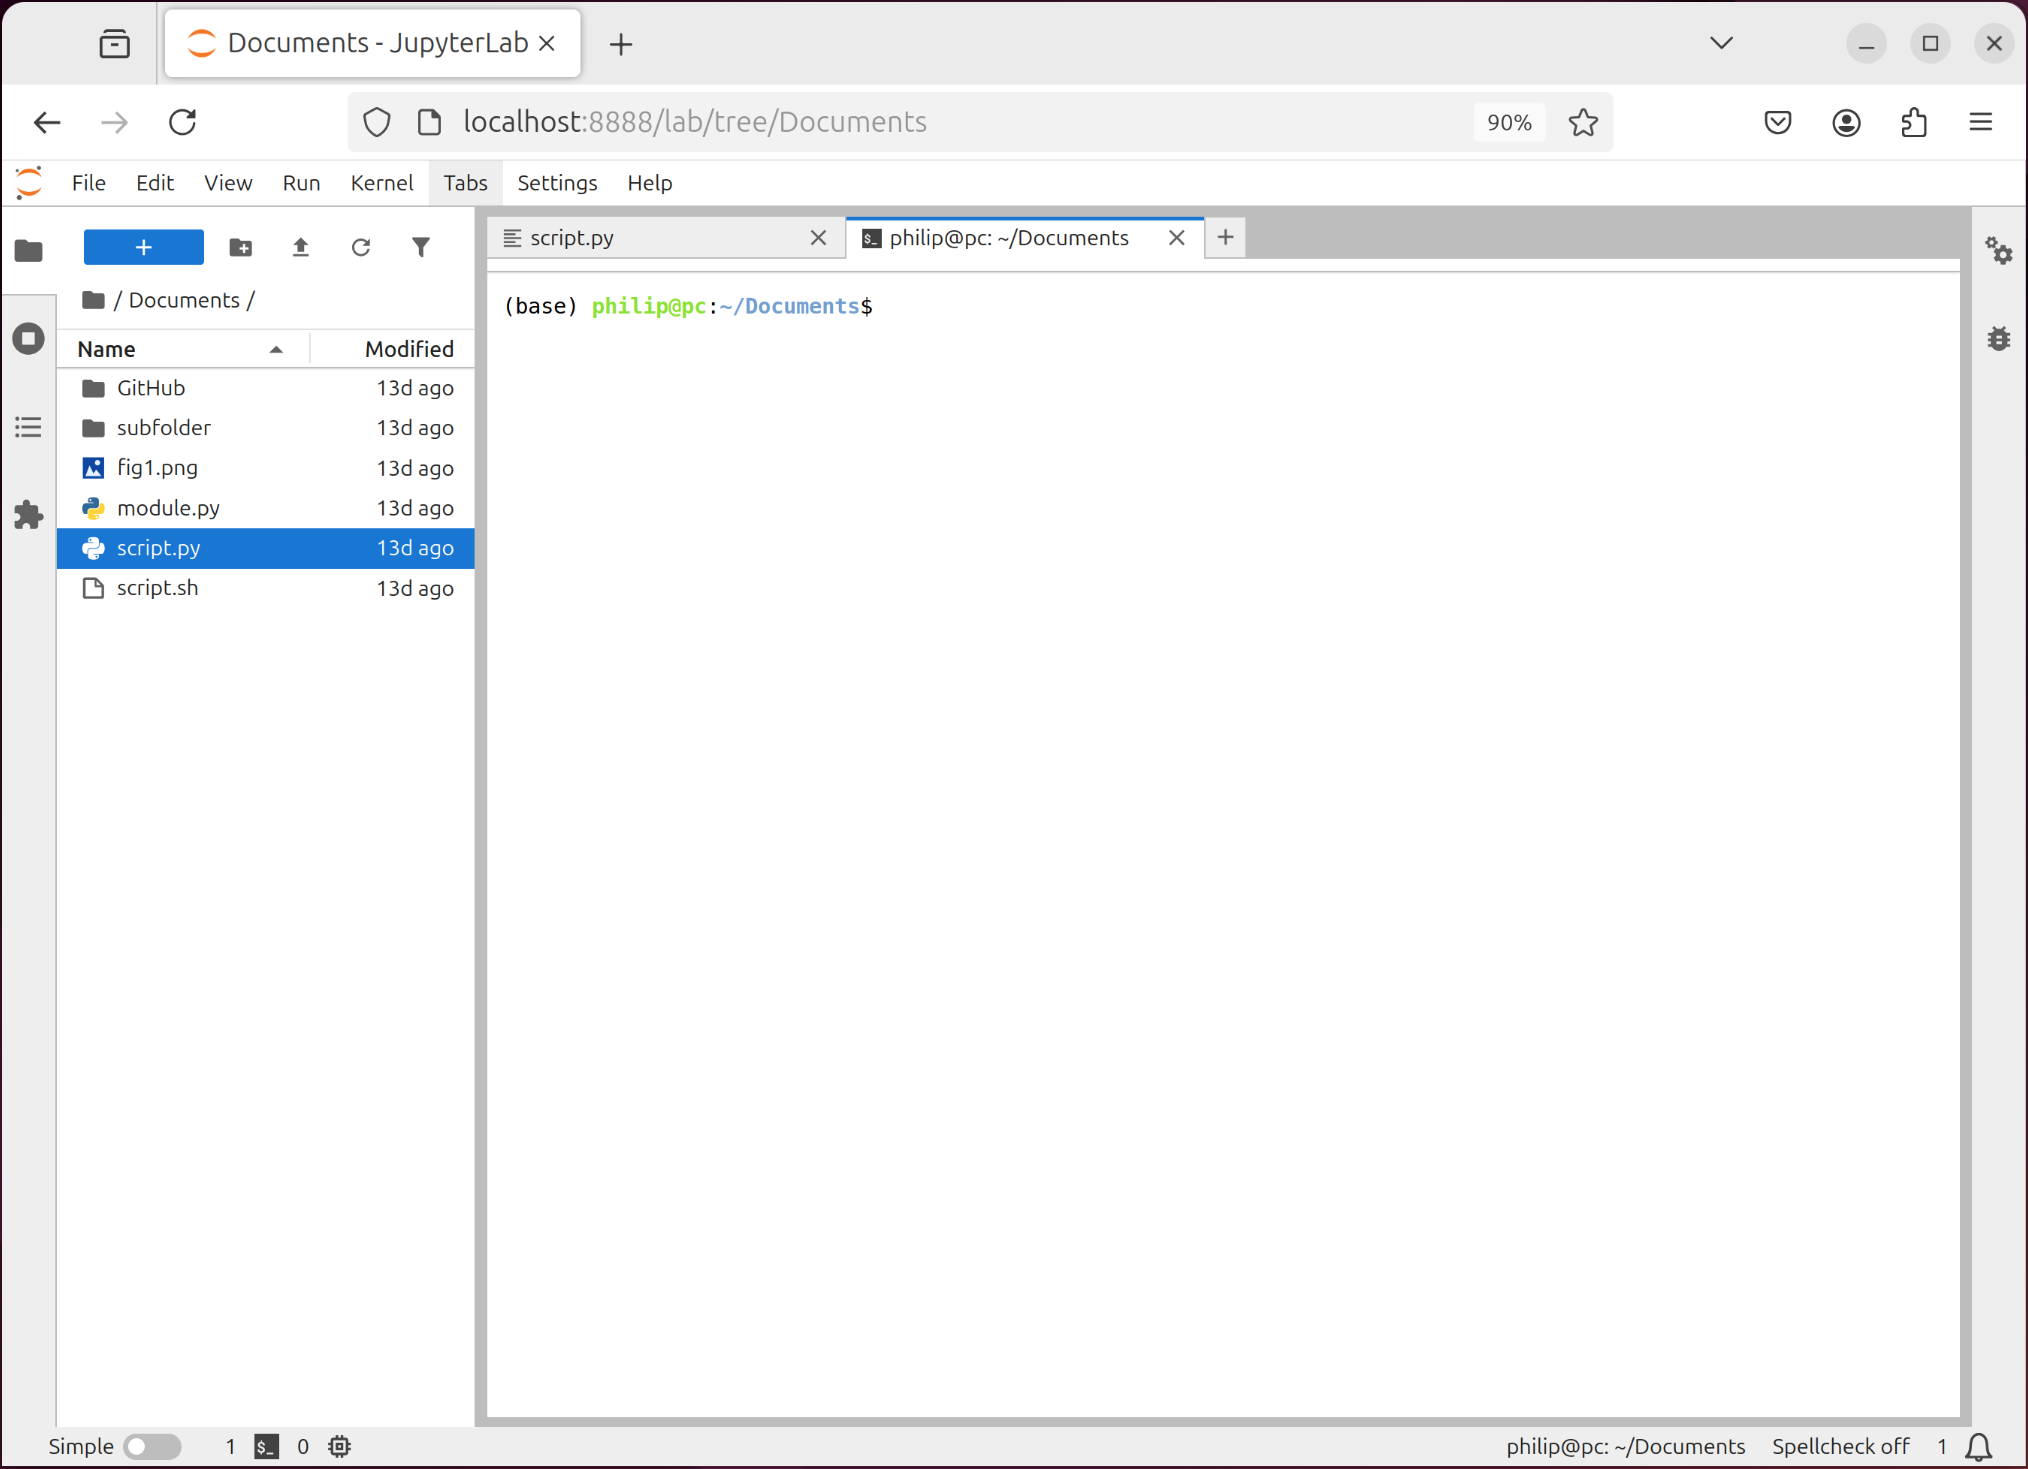 Documents - JupyterLab
localhost:8888/lab/tree/Documents
90%
File Edit View Run Kernel Tabs Settings Help
+
/ Documents /
Name Modified
GitHub 13d ago
subfolder 13d ago
fig1.png 13d ago
module.py 13d ago
script.py 13d ago
script.sh 13d ago
script.py
$_ philip@pc: ~/Documents
(base) philip@pc:~/Documents$
Simple 1 $_ 0
philip@pc: ~/Documents Spellcheck off 1